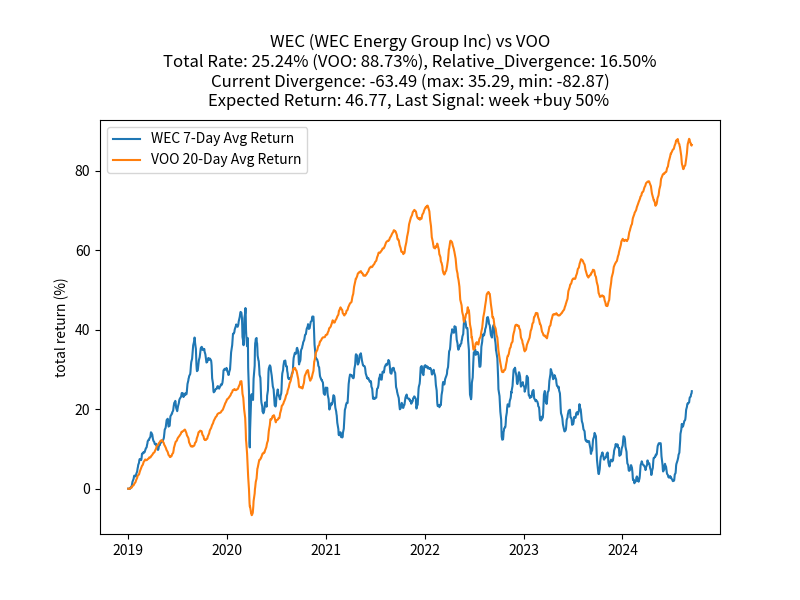 WEC (WEC Energy Group Inc) vs VOO
Total Rate: 25.24% (VOO: 88.73%), Relative_Divergence: 16.50%
Current Divergence: -63.49 (max: 35.29, min: -82.87)
Expected Return: 46.77, Last Signal: week +buy 50%
WEC 7-Day Avg Return
VOO 20-Day Avg Return
total return (%)
80
60
40
20
0
2019 2020 2021 2022 2023 2024